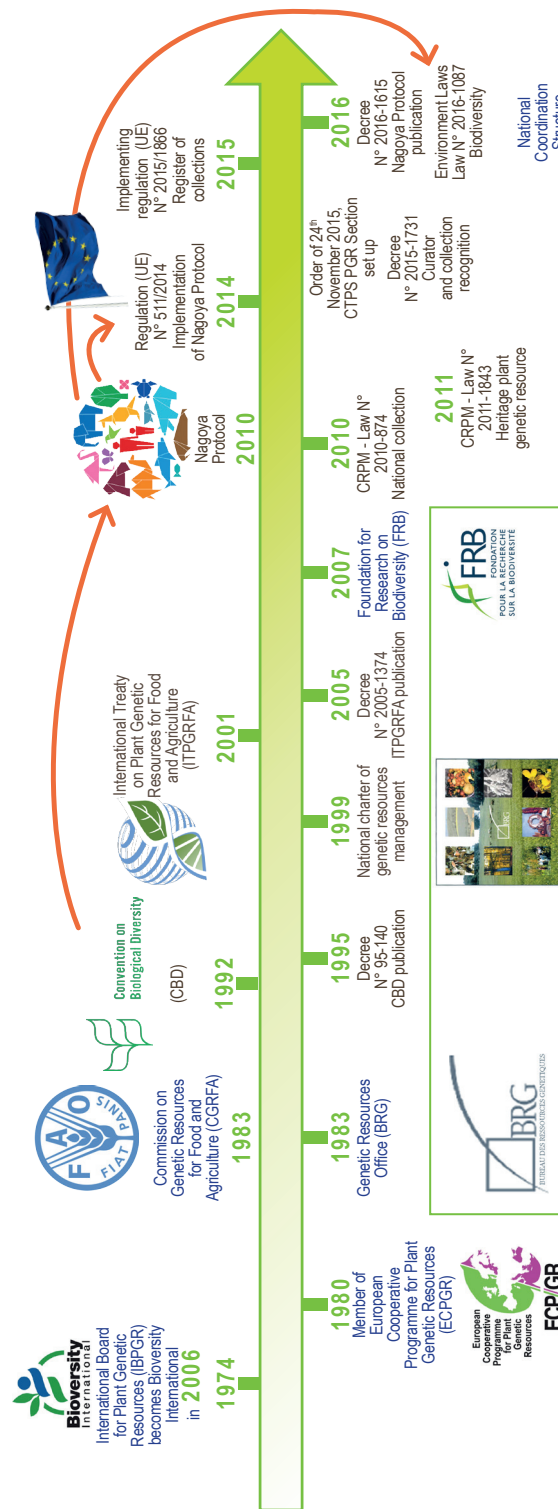 Bioversity
International
International Board
for Plant Genetic
Resources (IBPGR)
becomes Bioversity
International
in 2006
1974
FAO
FIAT PANIS
Commission on
Genetic Resources
for Food and
Agriculture (CGRFA)
1983
Convention on
Biological Diversity
(CBD)
1992
International Treaty
on Plant Genetic
Resources for Food
and Agriculture
(ITPGRFA)
2001
Nagoya
Protocol
2010
Regulation (UE)
N° 511/2014
Implementation
of Nagoya Protocol
2014
Implementing
regulation (UE)
N° 2015/1866
Register of
collections
2015
1980
Member of
European
Cooperative
Programme for Plant
Genetic Resources
(ECPGR)
European
Cooperative
Programme
for Plant
Genetic
Resources
ECP/GR
1983
Genetic Resources
Office (BRG)
BRG
BUREAU DES RESSOURCES GENETIQUES
1995
Decree
N° 95-140
CBD publication
1999
National charter of
genetic resources
management
BRG
2005
Decree
N° 2005-1374
ITPGRFA publication
2007
Foundation for
Research on
Biodiversity (FRB)
FRB
FONDATION
POUR LA RECHERCHE
SUR LA BIODIVERSITÉ
2010
CRPM - Law N°
2010-874
National collection
2011
CRPM - Law N°
2011-1843
Heritage plant
genetic resource
Order of 24th
November 2015,
CTPS PGR Section
set up
Decree
N° 2015-1731
Curator
and collection
recognition
2016
Decree
N° 2016-1615
Nagoya Protocol
publication
Environment Laws
Law N° 2016-1087
Biodiversity
National
Coordination
Structure